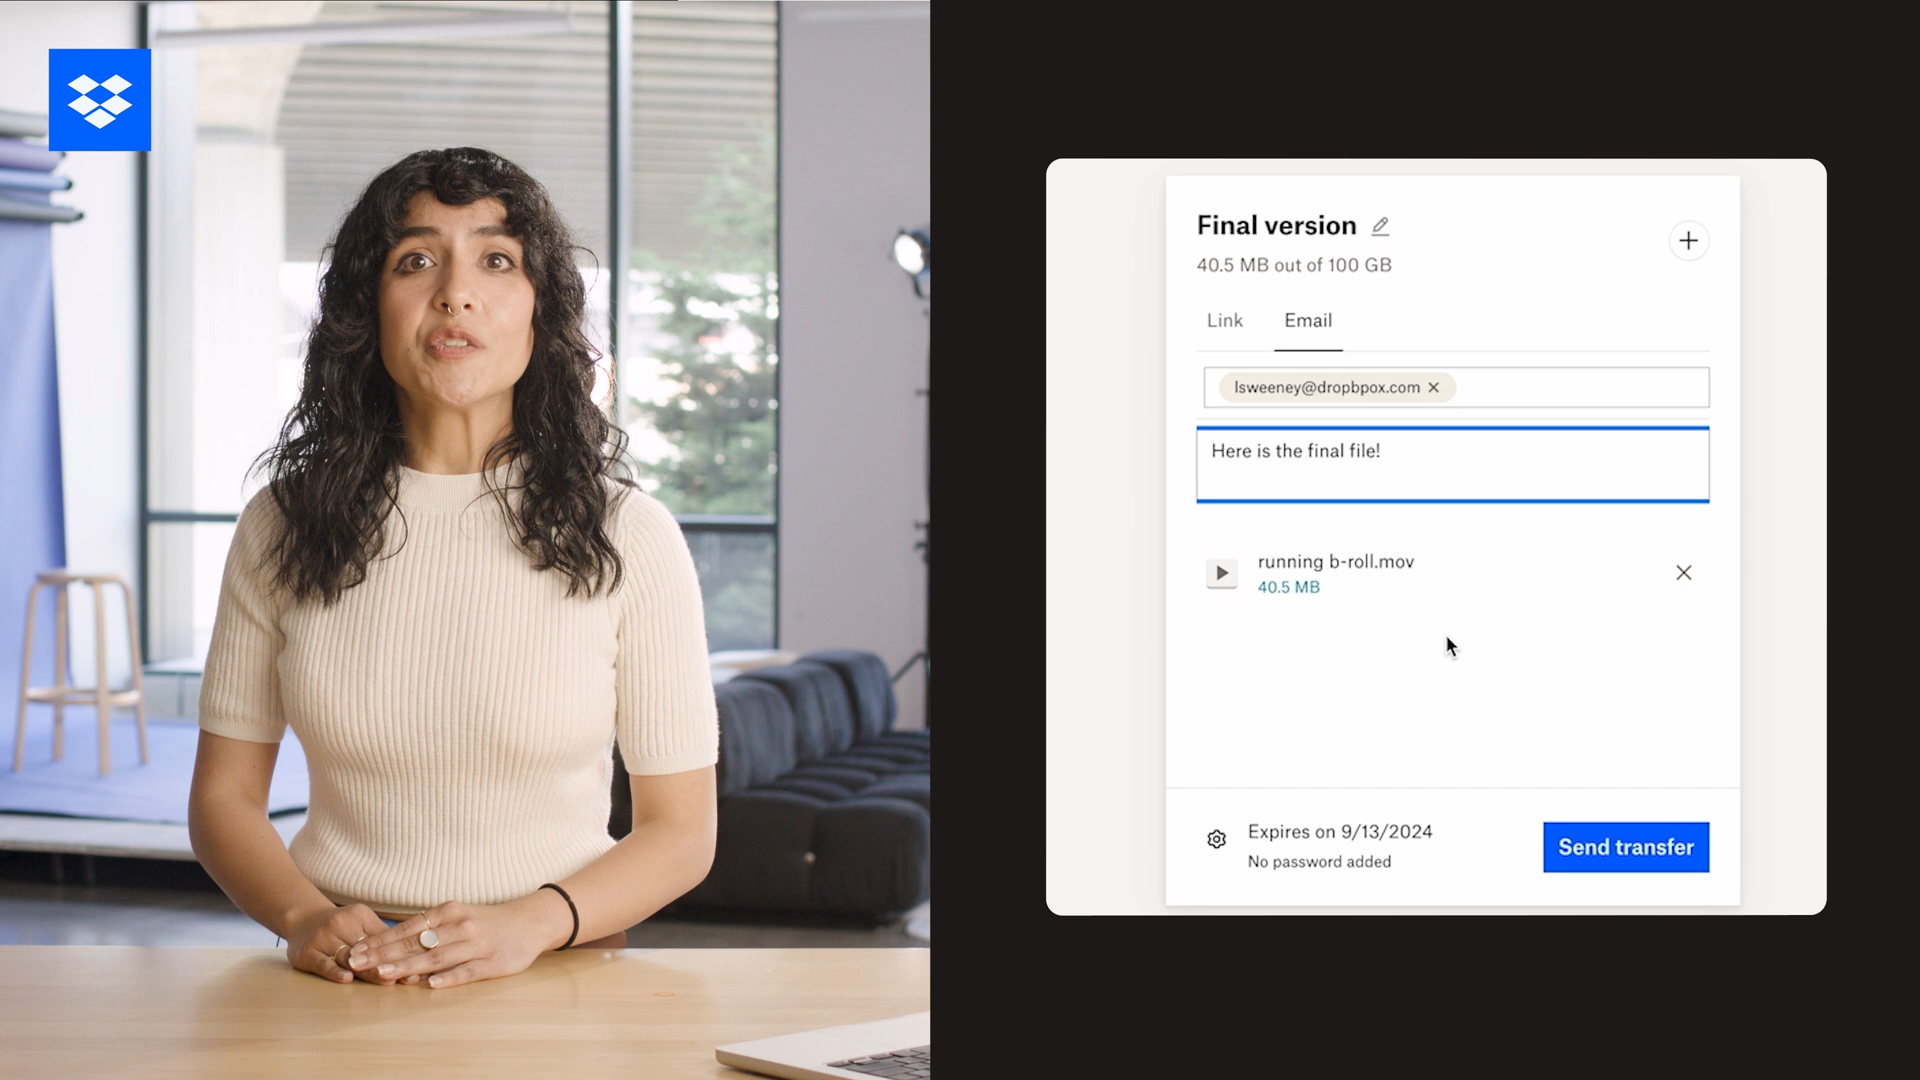 Final version
40.5 MB out of 100 GB
Link Email
lsweeney@dropbpox.com
Here is the final file!
running b-roll.mov
40.5 MB
Expires on 9/13/2024
No password added
Send transfer